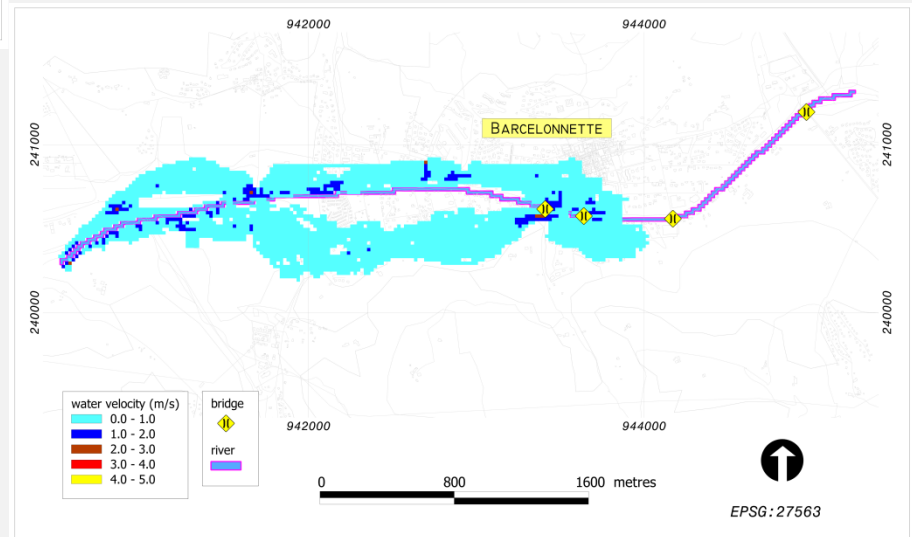 942000
944000
BARCELONNETTE
241000
241000
240000
240000
942000
944000
water velocity (m/s)
0.0 - 1.0
1.0 - 2.0
2.0 - 3.0
3.0 - 4.0
4.0 - 5.0
bridge
river
0 800 1600 metres
EPSG:27563